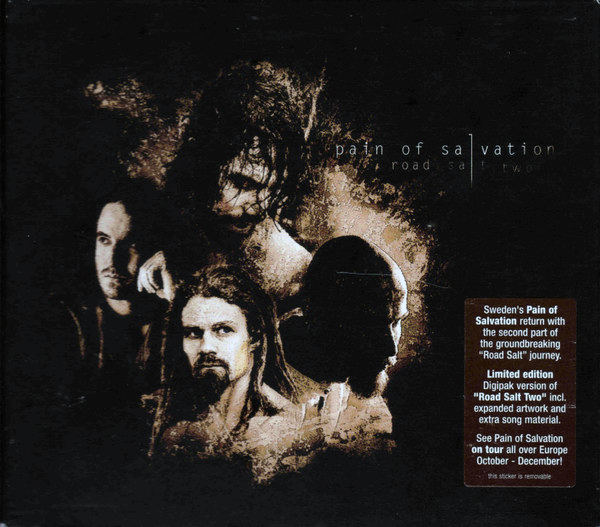 pain of salvation
road salt two
Sweden's Pain of
Salvation return with
the second part of
the groundbreaking
"Road Salt" journey.
Limited edition
Digipak version of
"Road Salt Two" incl.
expanded artwork and
extra song material.
See Pain of Salvation
on tour all over Europe
October - December!
this sticker is removable